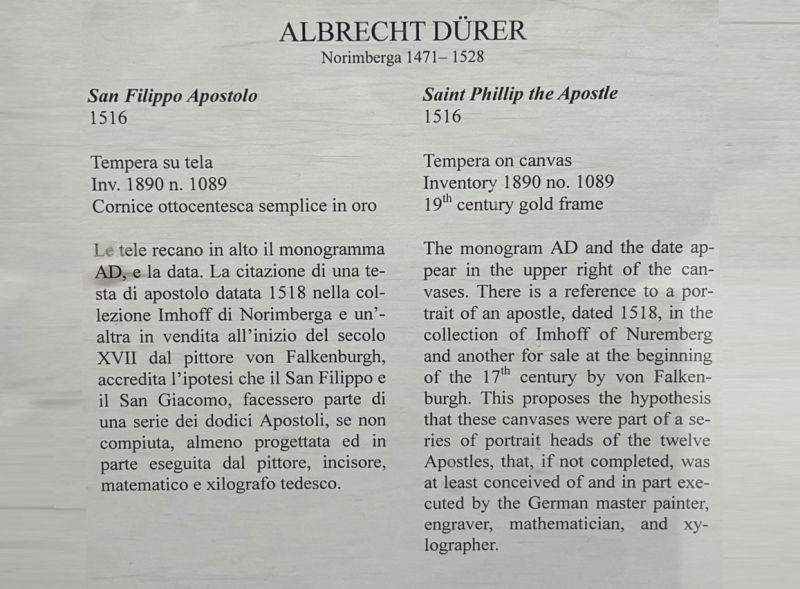 ALBRECHT DÜRER
Norimberga 1471– 1528
San Filippo Apostolo
1516
Tempera su tela
Inv. 1890 n. 1089
Cornice ottocentesca semplice in oro
Le tele recano in alto il monogramma
AD, e la data. La citazione di una te-
sta di apostolo datata 1518 nella col-
lezione Imhoff di Norimberga e un'-
altra in vendita all'inizio del secolo
XVII dal pittore von Falkenburgh,
accredita l'ipotesi che il San Filippo e
il San Giacomo, facessero parte di
una serie dei dodici Apostoli, se non
compiuta, almeno progettata ed in
parte eseguita dal pittore, incisore,
matematico e xilografo tedesco.
Saint Phillip the Apostle
1516
Tempera on canvas
Inventory 1890 no. 1089
19th century gold frame
The monogram AD and the date ap-
pear in the upper right of the can-
vases. There is a reference to a por-
trait of an apostle, dated 1518, in the
collection of Imhoff of Nuremberg
and another for sale at the beginning
of the 17th century by von Falken-
burgh. This proposes the hypothesis
that these canvases were part of a se-
ries of portrait heads of the twelve
Apostles, that, if not completed, was
at least conceived of and in part exe-
cuted by the German master painter,
engraver, mathematician, and xy-
lographer.